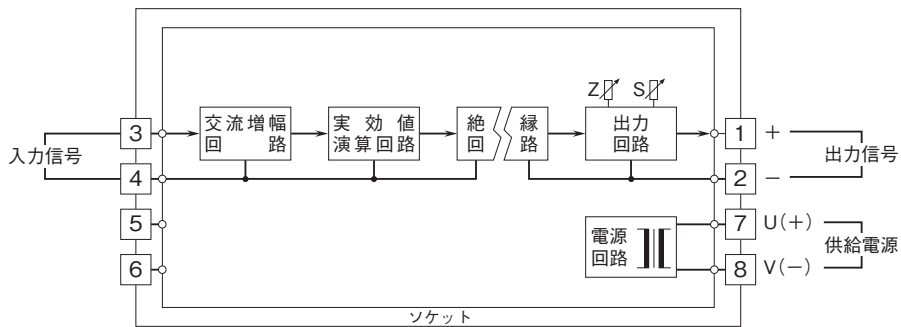 Z
S
3
交流増幅
回　　路
実　効　値
演算回路
絶
回
縁
路
出力
回路
1
+
入力信号
出力信号
4
2
−
5
電源
回路
7
U(+)
供給電源
6
8
V(−)
ソケット